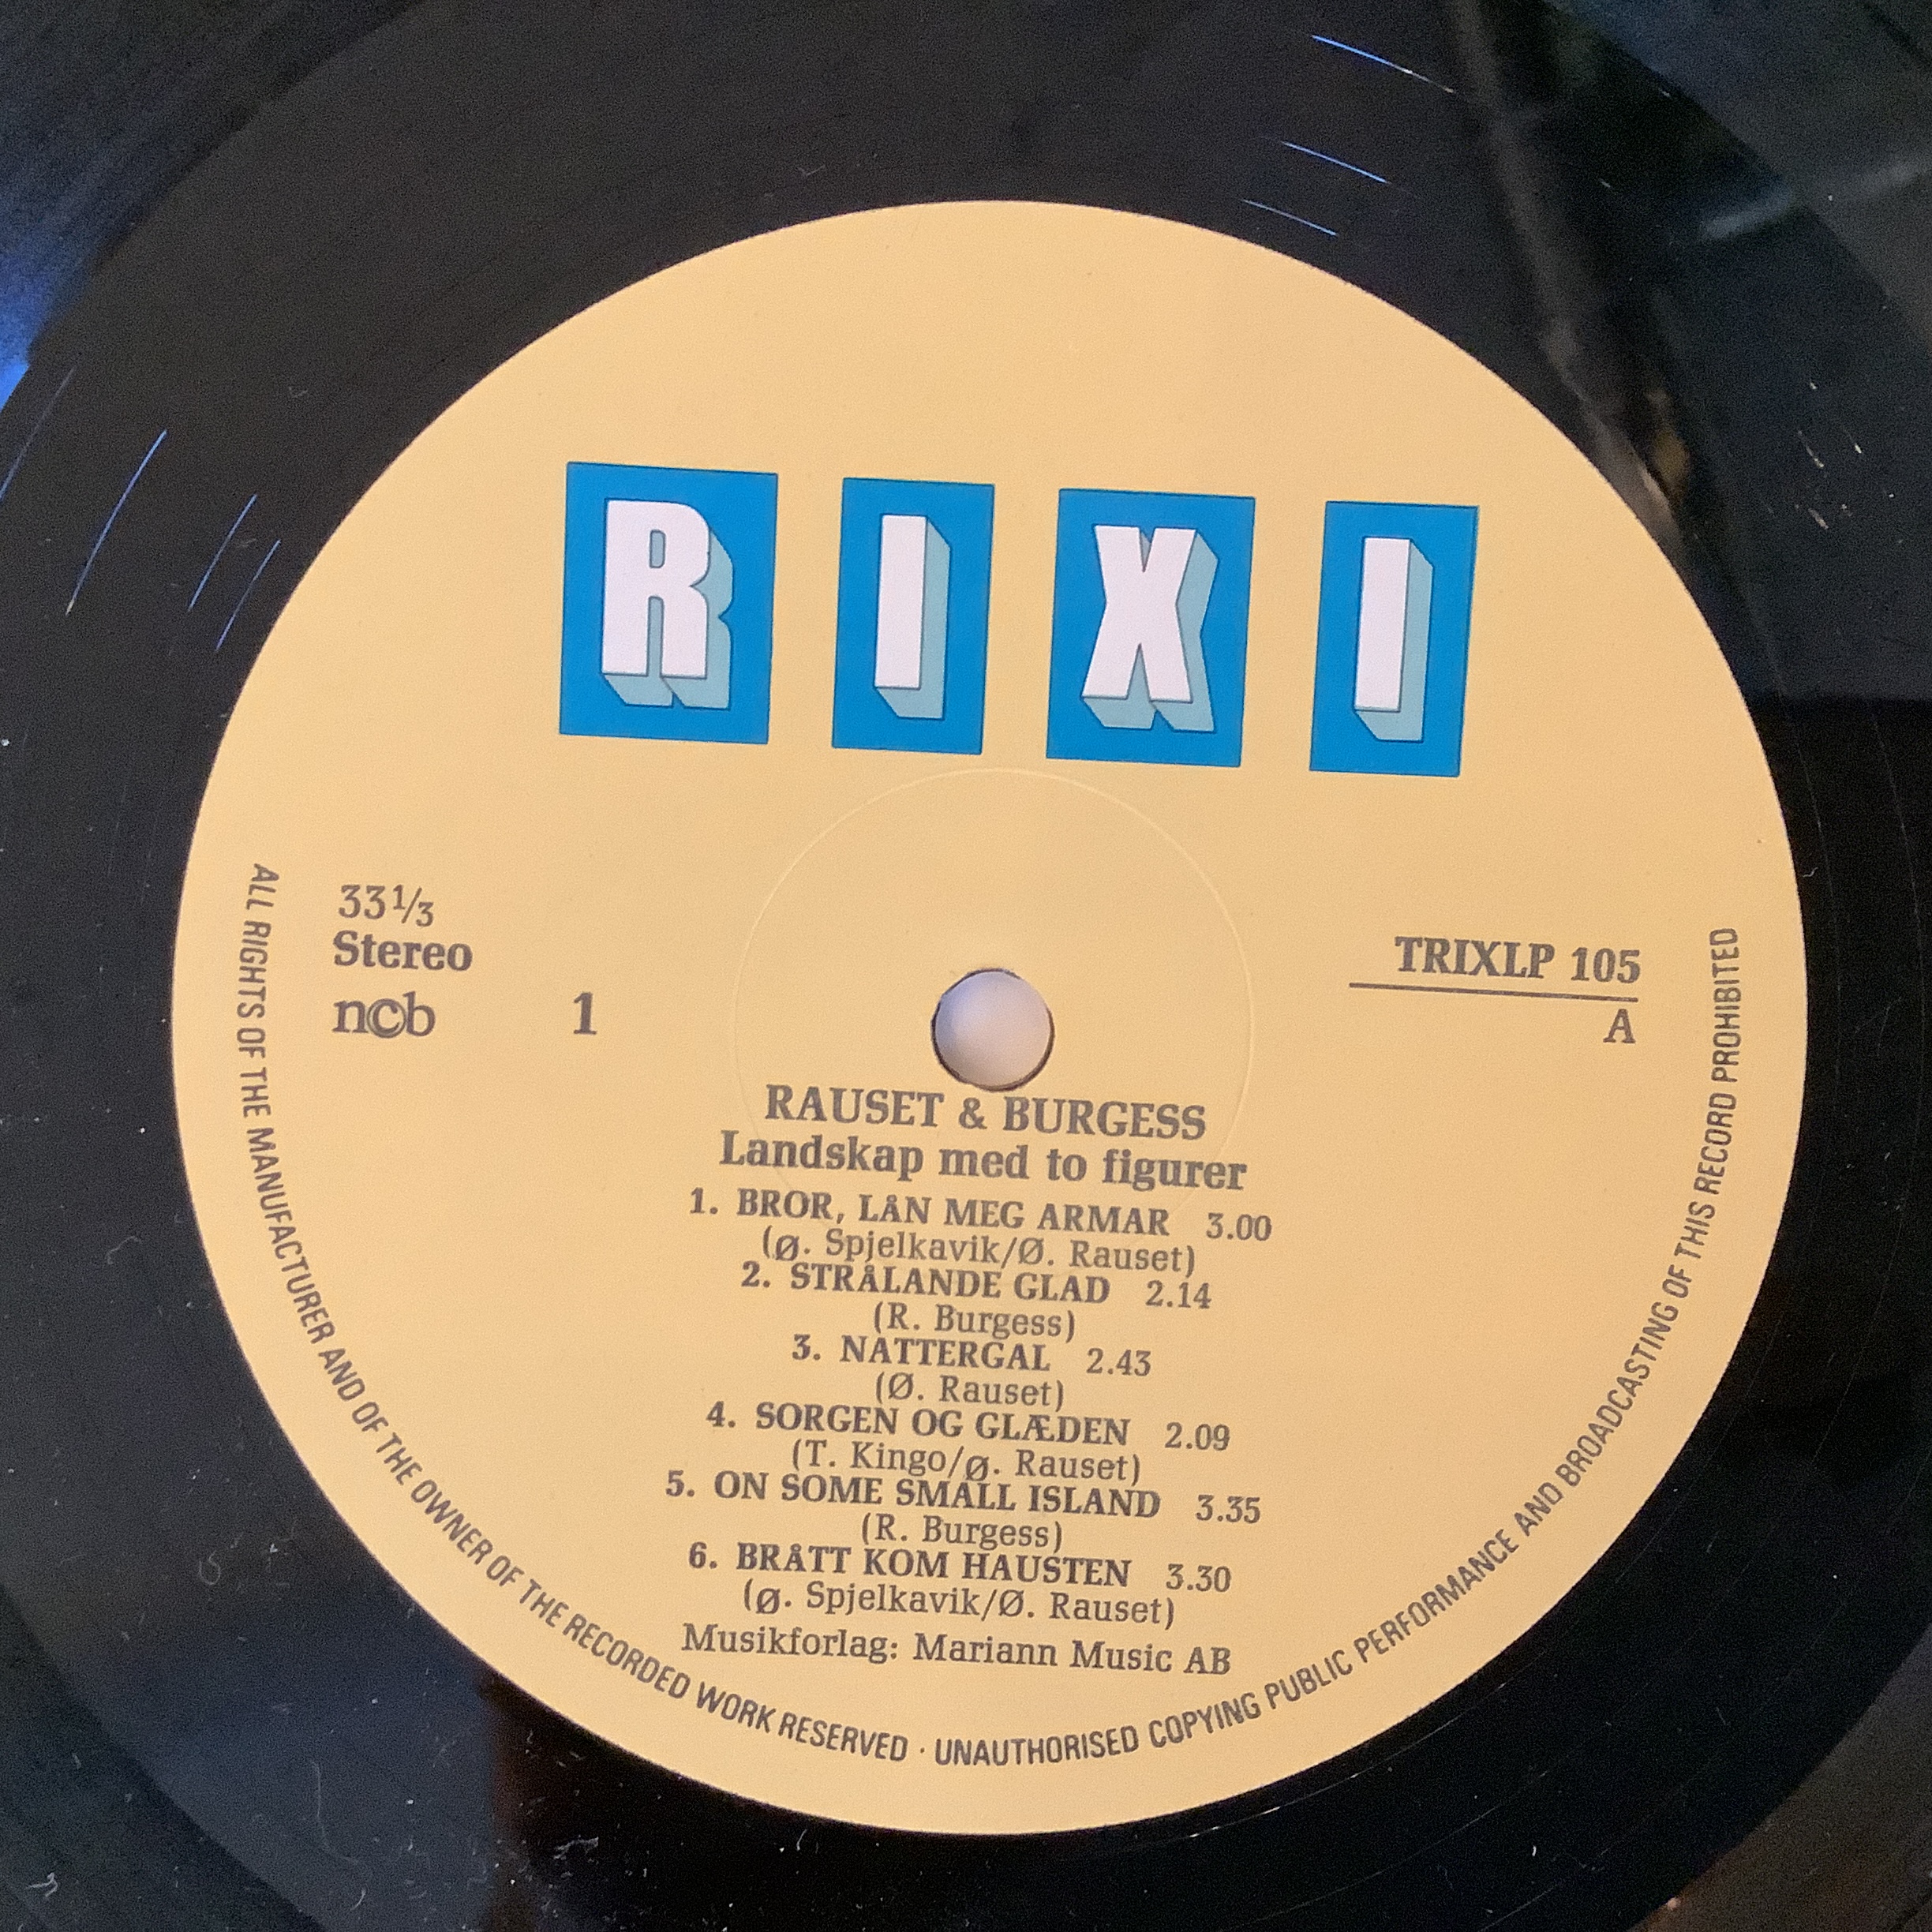 RIXI
33 1/3
Stereo
ncb
1
TRIXLP 105
A
RAUSET & BURGESS
Landskap med to figurer
1. BROR, LÅN MEG ARMAR 3.00
(ø. Spjelkavik/Ø. Rauset)
2. STRÅLANDE GLAD 2.14
(R. Burgess)
3. NATTERGAL 2.43
(Ø. Rauset)
4. SORGEN OG GLÆDEN 2.09
(T. Kingo/ø. Rauset)
5. ON SOME SMALL ISLAND 3.35
(R. Burgess)
6. BRÅTT KOM HAUSTEN 3.30
(ø. Spjelkavik/Ø. Rauset)
Musikforlag: Mariann Music AB
ALL RIGHTS OF THE MANUFACTURER AND OF THE OWNER OF THE RECORDED WORK RESERVED · UNAUTHORISED COPYING PUBLIC PERFORMANCE AND BROADCASTING OF THIS RECORD PROHIBITED